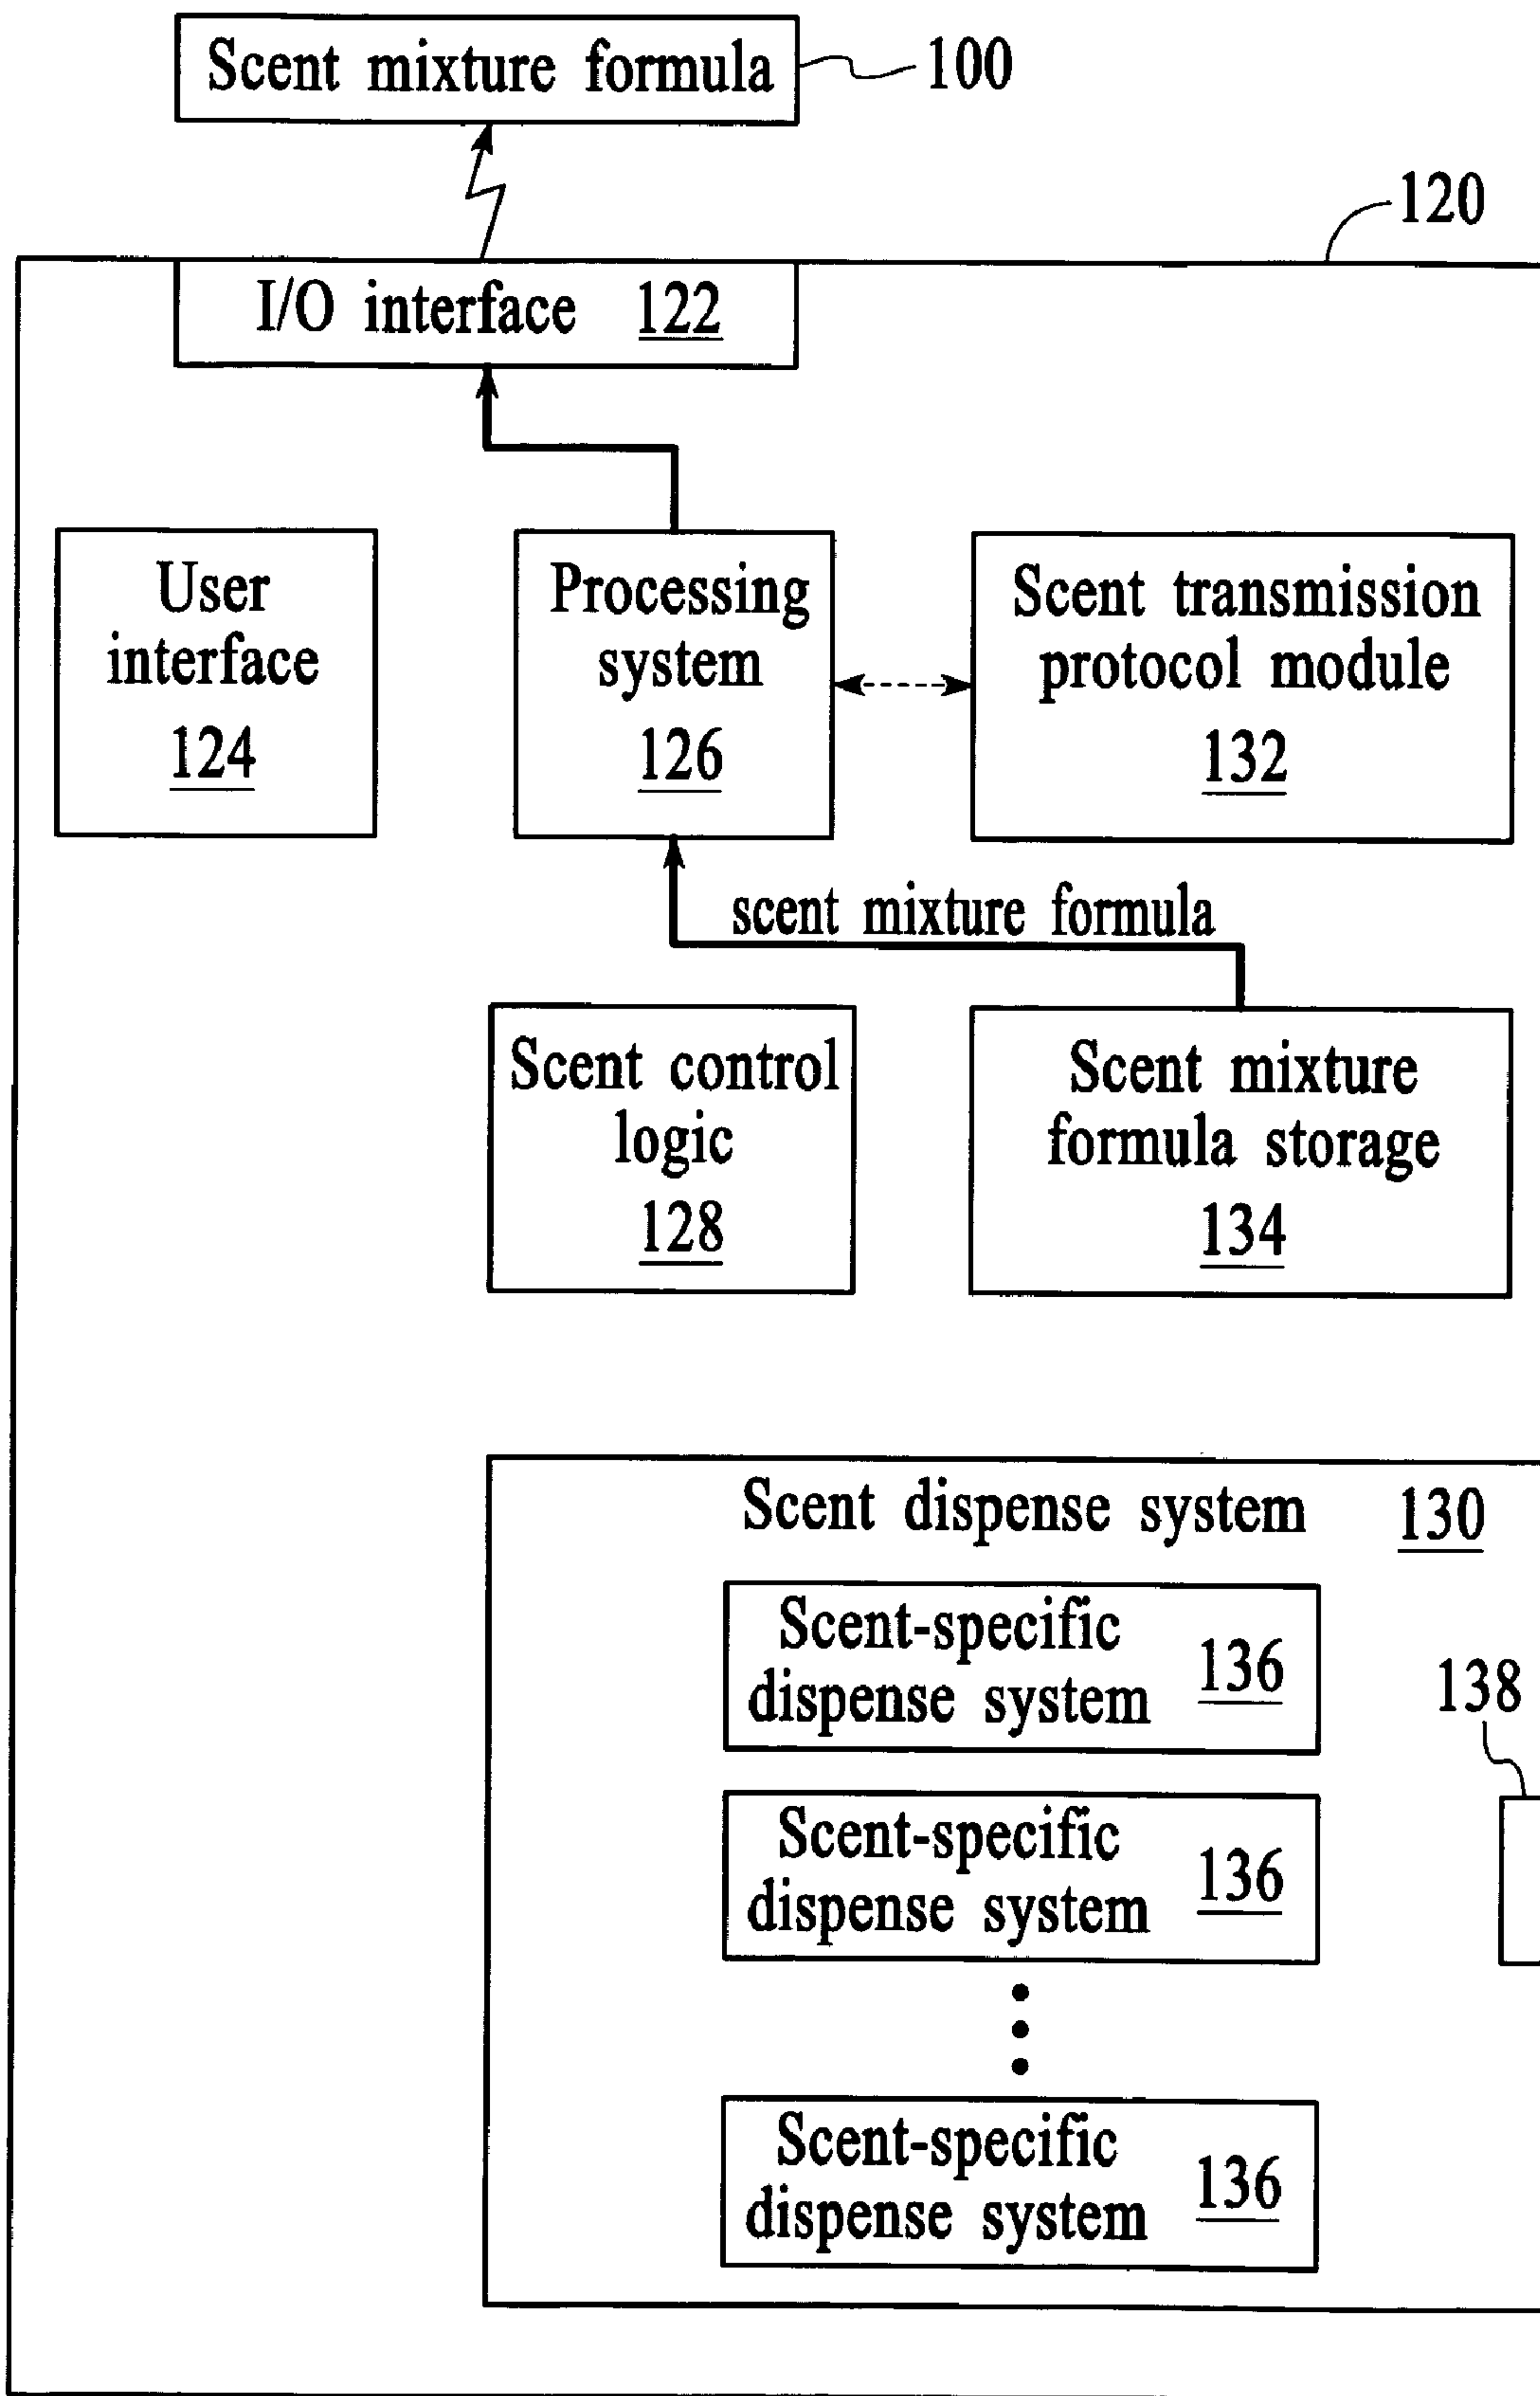 Scent mixture formula
100
120
I/O interface 122
User
interface
124
Processing
system
126
Scent transmission
protocol module
132
scent mixture formula
Scent control
logic
128
Scent mixture
formula storage
134
Scent dispense system 130
Scent-specific
dispense system
136
138
Scent-specific
dispense system
136
Scent-specific
dispense system
136